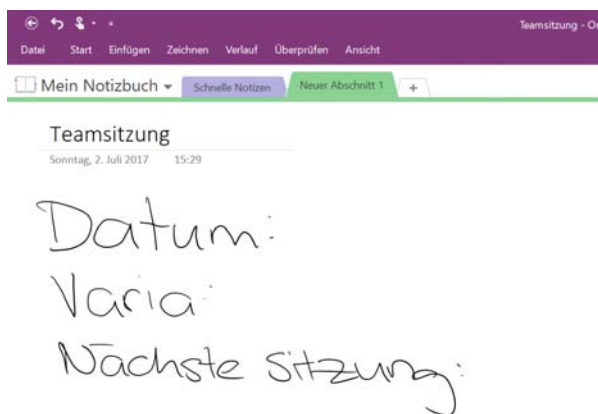 Teamsitzung - On
Datei Start Einfügen Zeichnen Verlauf Überprüfen Ansicht
Mein Notizbuch Schnelle Notizen Neuer Abschnitt 1 +
Teamsitzung
Sonntag, 2. Juli 2017 15:29
Datum:
Varia:
Nächste Sitzung: